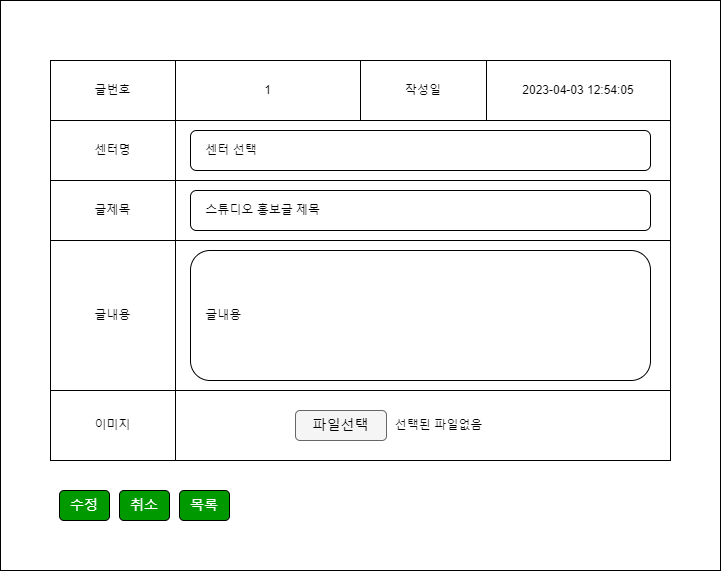 글번호 1 작성일 2023-04-03 12:54:05
센터명 센터 선택
글제목 스튜디오 홍보글 제목
글내용 글내용
이미지 파일선택 선택된 파일없음
수정 취소 목록